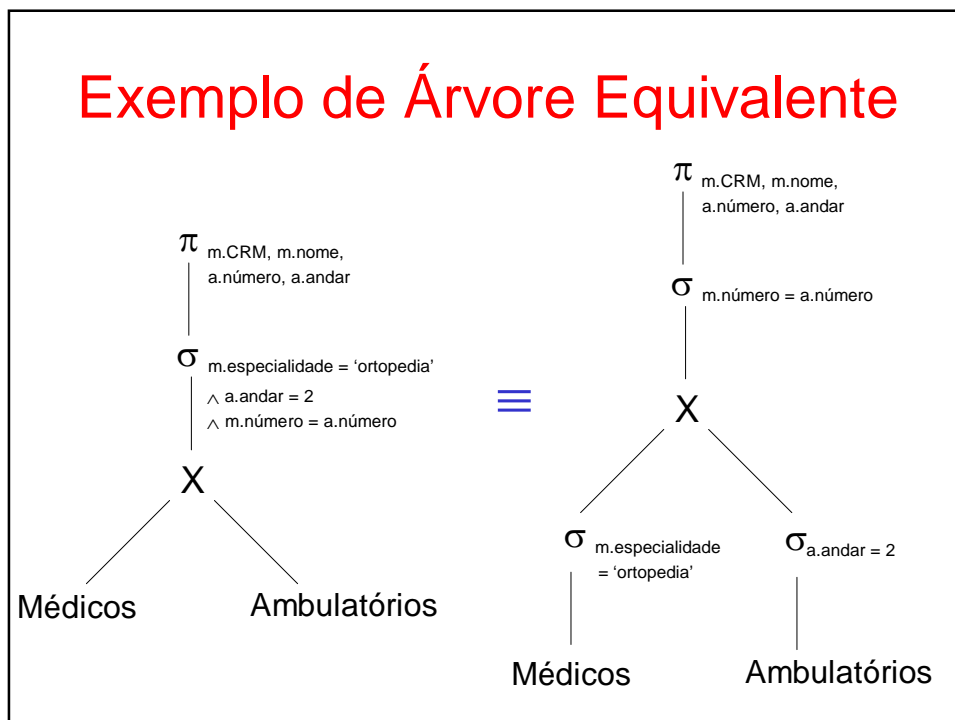 Exemplo de Árvore Equivalente
π m.CRM, m.nome,
a.número, a.andar
σ m.especialidade = ‘ortopedia’
∧ a.andar = 2
∧ m.número = a.número
X
Médicos
Ambulatórios
≡
π m.CRM, m.nome,
a.número, a.andar
σ m.número = a.número
X
σ m.especialidade
= ‘ortopedia’
σ a.andar = 2
Médicos
Ambulatórios